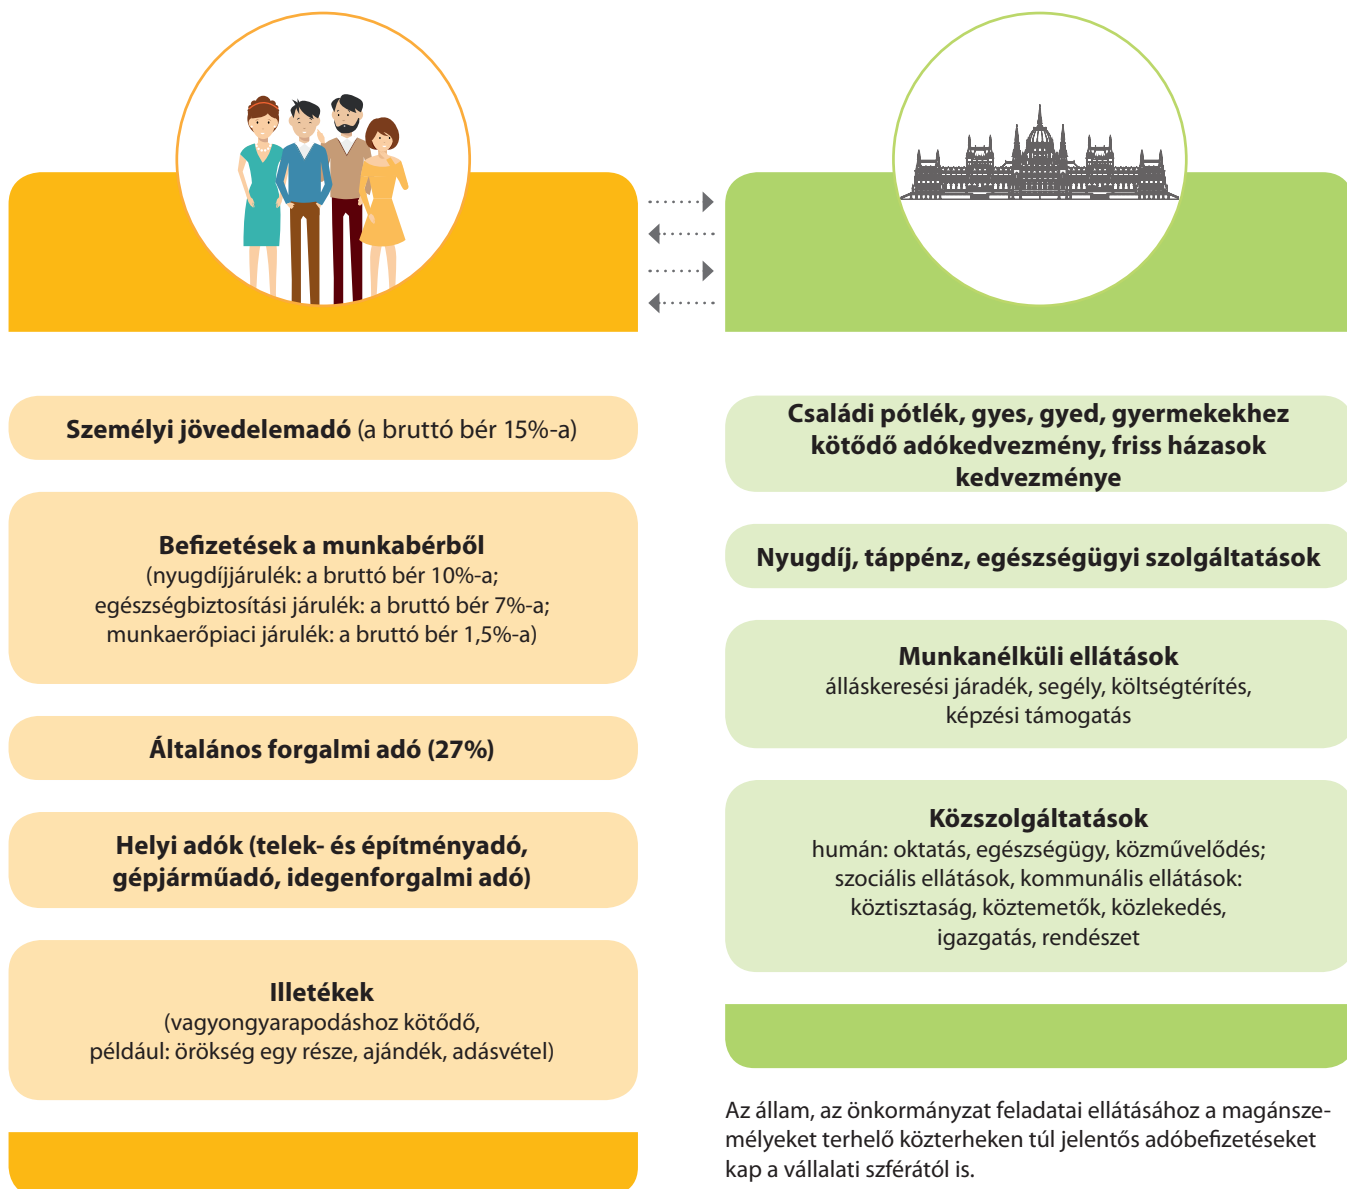 Személyi jövedelemadó (a bruttó bér 15%-a)
Befizetések a munkabérből
(nyugdíjjárulék: a bruttó bér 10%-a;
egészségbiztosítási járulék: a bruttó bér 7%-a;
munkaerőpiaci járulék: a bruttó bér 1,5%-a)
Általános forgalmi adó (27%)
Helyi adók (telek- és építményadó,
gépjárműadó, idegenforgalmi adó)
Illetékek
(vagyongyarapodáshoz kötődő,
például: örökség egy része, ajándék, adásvétel)
Családi pótlék, gyes, gyed, gyermekekhez
kötődő adókedvezmény, friss házasok
kedvezménye
Nyugdíj, táppénz, egészségügyi szolgáltatások
Munkanélküli ellátások
álláskeresési járadék, segély, költségtérítés,
képzési támogatás
Közszolgáltatások
humán: oktatás, egészségügy, közművelődés;
szociális ellátások, kommunális ellátások:
köztisztaság, köztemetők, közlekedés,
igazgatás, rendészet
Az állam, az önkormányzat feladatai ellátásához a magánsze-
mélyeket terhelő közterheken túl jelentős adóbefizetéseket
kap a vállalati szférától is.